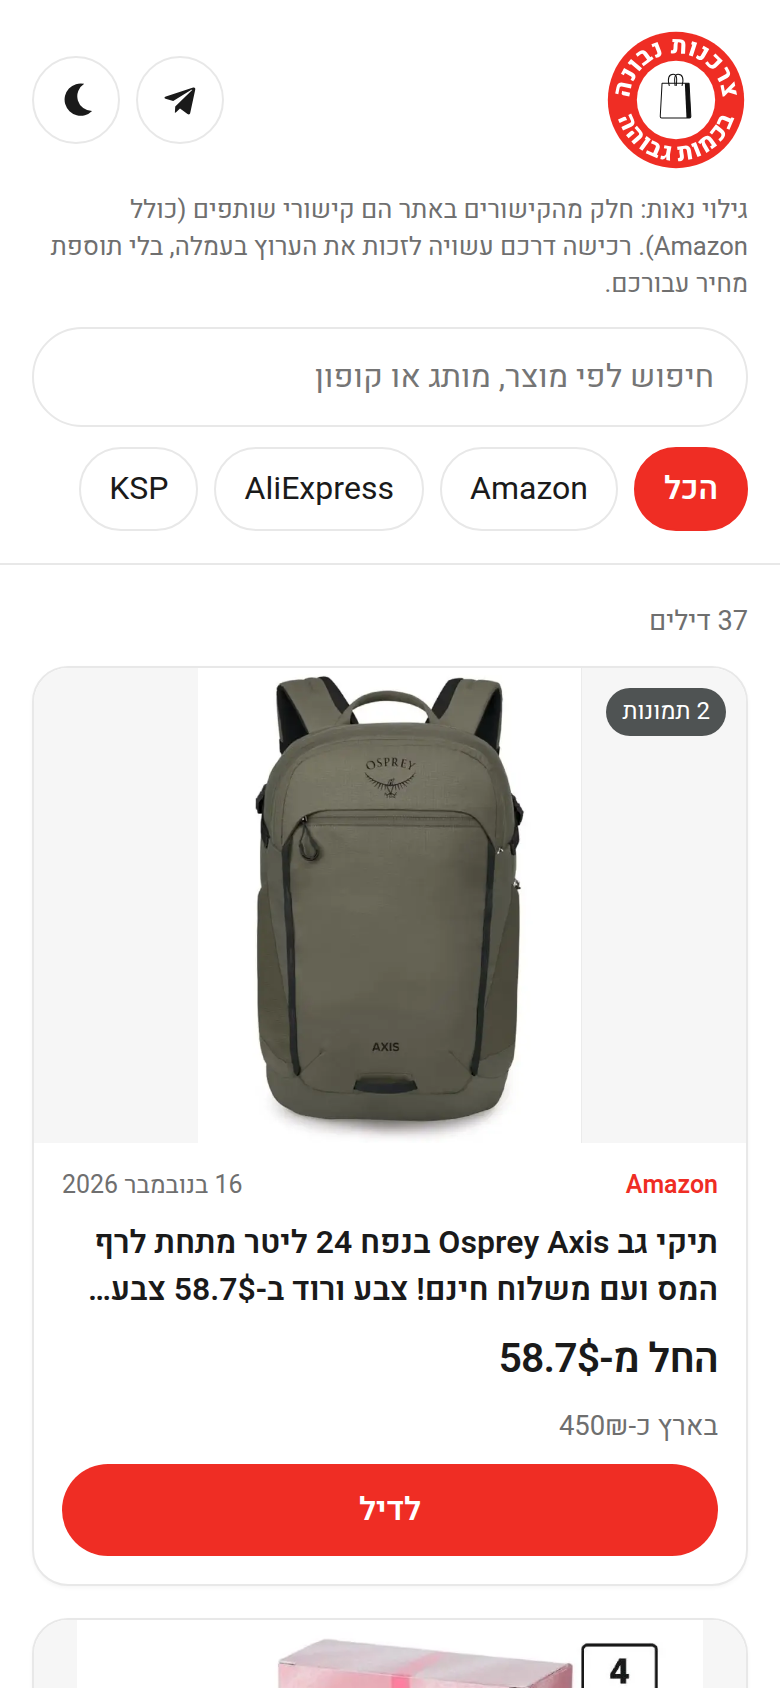 צרכנות נבונה
בכמות גבוהה
גילוי נאות: חלק מהקישורים באתר הם קישורי שותפים (כולל
Amazon). רכישה דרכם עשויה לזכות את הערוץ בעמלה, בלי תוספת
מחיר עבורכם.
חיפוש לפי מוצר, מותג או קופון
הכל
Amazon
AliExpress
KSP
37 דילים
2 תמונות
OSPREY
AXIS
Amazon
16 בנובמבר 2026
תיקי גב Osprey Axis בנפח 24 ליטר מתחת לרף
המס ועם משלוח חינם! צבע ורוד ב-58.7$ צבע...
החל מ-58.7$
בארץ כ-450₪
לדיל
4